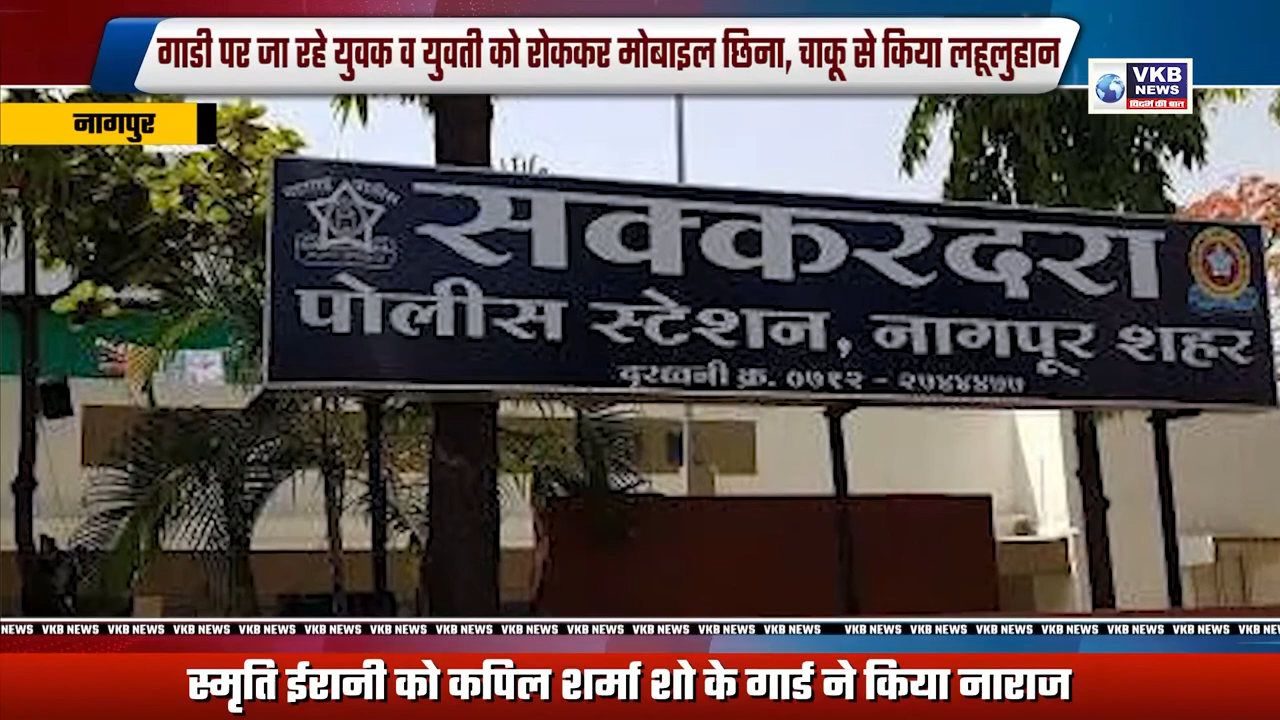 गाडी पर जा रहे युवक व युवती को रोककर मोबाइल छिना, चाकू से किया लहूलुहान
VKB
NEWS
विदर्भ की बात
नागपुर
सक्करदरा
पोलीस स्टेशन, नागपूर शहर
दूरध्वनी क्र. ०७१२ - २७४४४७७
NEWS VKB NEWS VKB NEWS VKB NEWS VKB NEWS VKB NEWS VKB NEWS VKB NEWS VKB NEWS VKB NEWS VKB NEWS VKB NEWS VKB NEWS VKB NEWS VKB NEWS VKB NEWS VKB NEWS VKB NEWS VKB NEWS VKB NE
स्मृति ईरानी को कपिल शर्मा शो के गार्ड ने किया नाराज